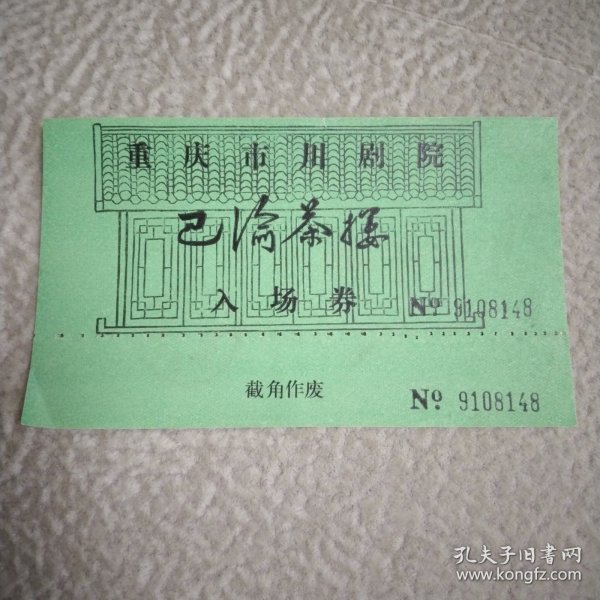 重庆市川剧院
巴渝茶楼
入场券
Nº 9108148
截角作废
Nº 9108148
孔夫子旧書网
www.kongfz.com